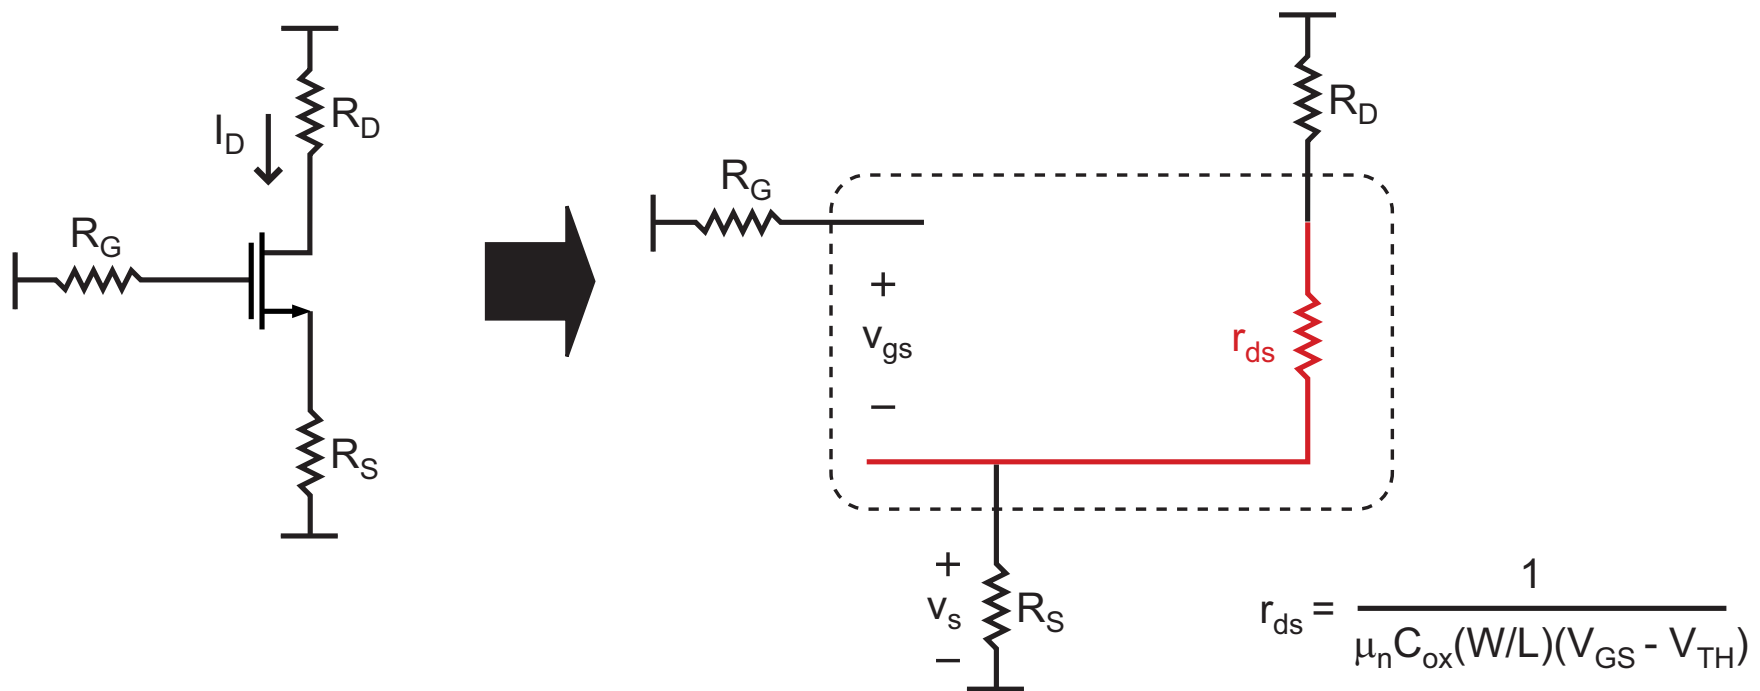 I_D
R_D
R_G
R_S
R_D
R_G
+
v_gs
−
r_ds
+
v_s
−
R_S
r_ds = 1 / μ_nC_ox(W/L)(V_GS - V_TH)